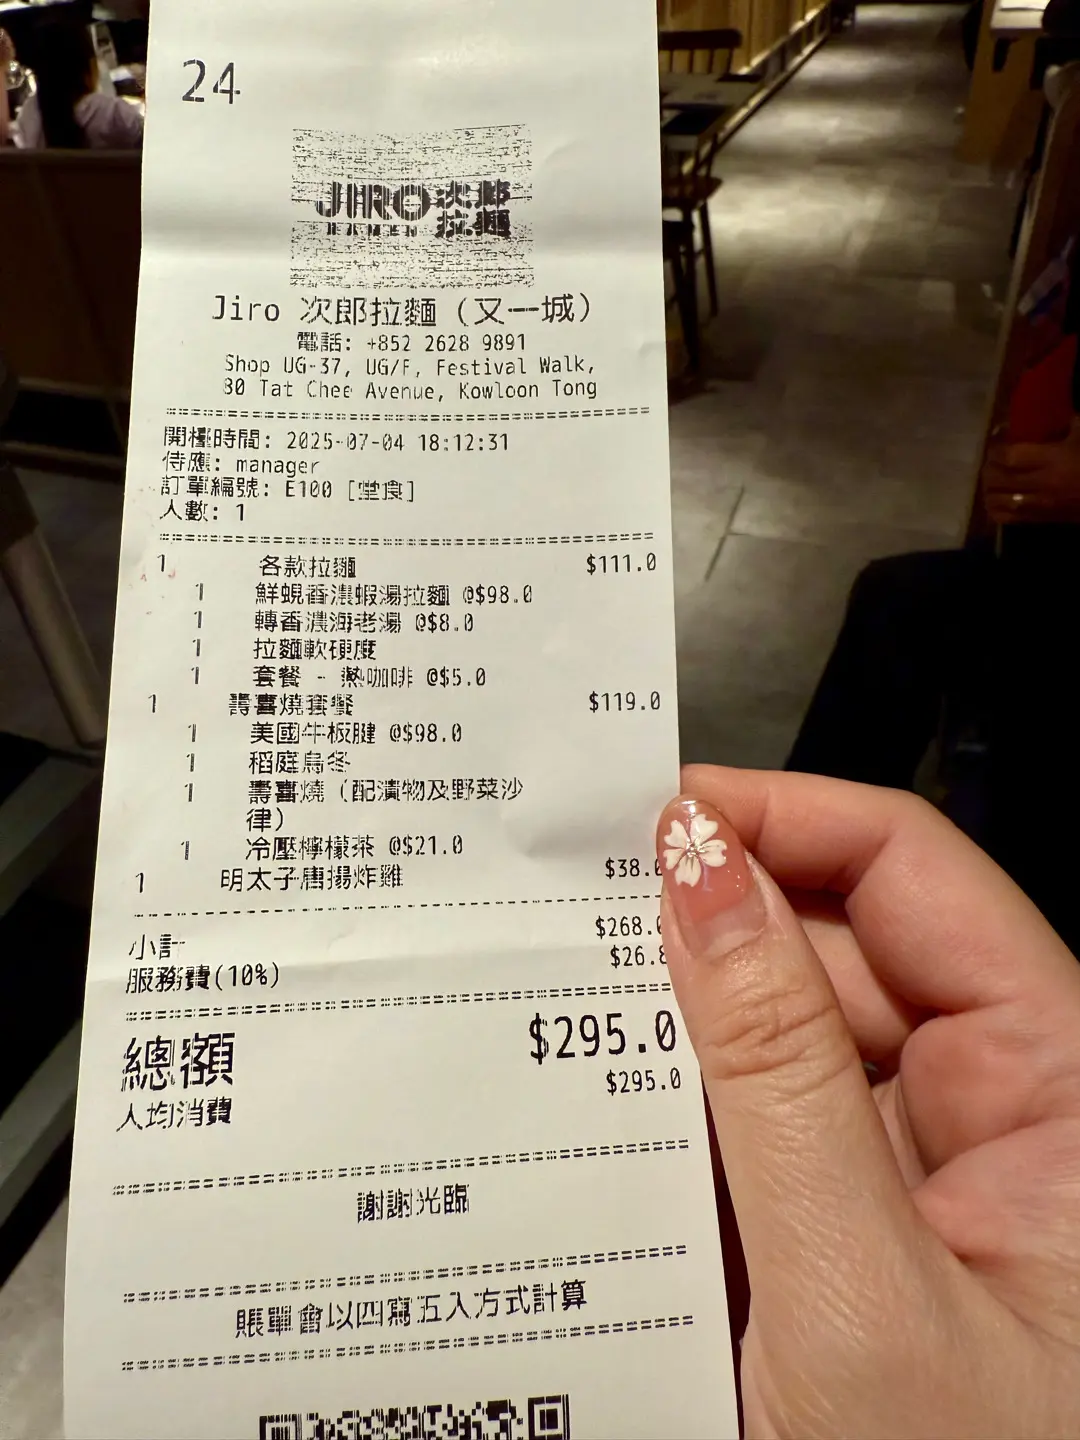 24
JIRO 次郎拉麵
Jiro 次郎拉麵 (又一城)
電話: +852 2628 9891
Shop UG-37, UG/F, Festival Walk,
80 Tat Chee Avenue, Kowloon Tong
開檯時間: 2025-07-04 18:12:31
侍應: manager
訂單編號: E100 [堂食]
人數: 1
1 各款拉麵 $111.0
1 鮮蜆香濃蝦湯拉麵 @$98.0
1 轉香濃海老湯 @$8.0
1 拉麵軟硬度
1 套餐 - 熱咖啡 @$5.0
1 壽喜燒套餐 $119.0
1 美國牛板腱 @$98.0
1 稻庭烏冬
1 壽喜燒 (配漬物及野菜沙
律)
1 冷壓檸檬茶 @$21.0
1 明太子唐揚炸雞 $38.0
小計 $268.0
服務費(10%) $26.8
總額 $295.0
人均消費 $295.0
謝謝光臨
賬單會以四寫五入方式計算